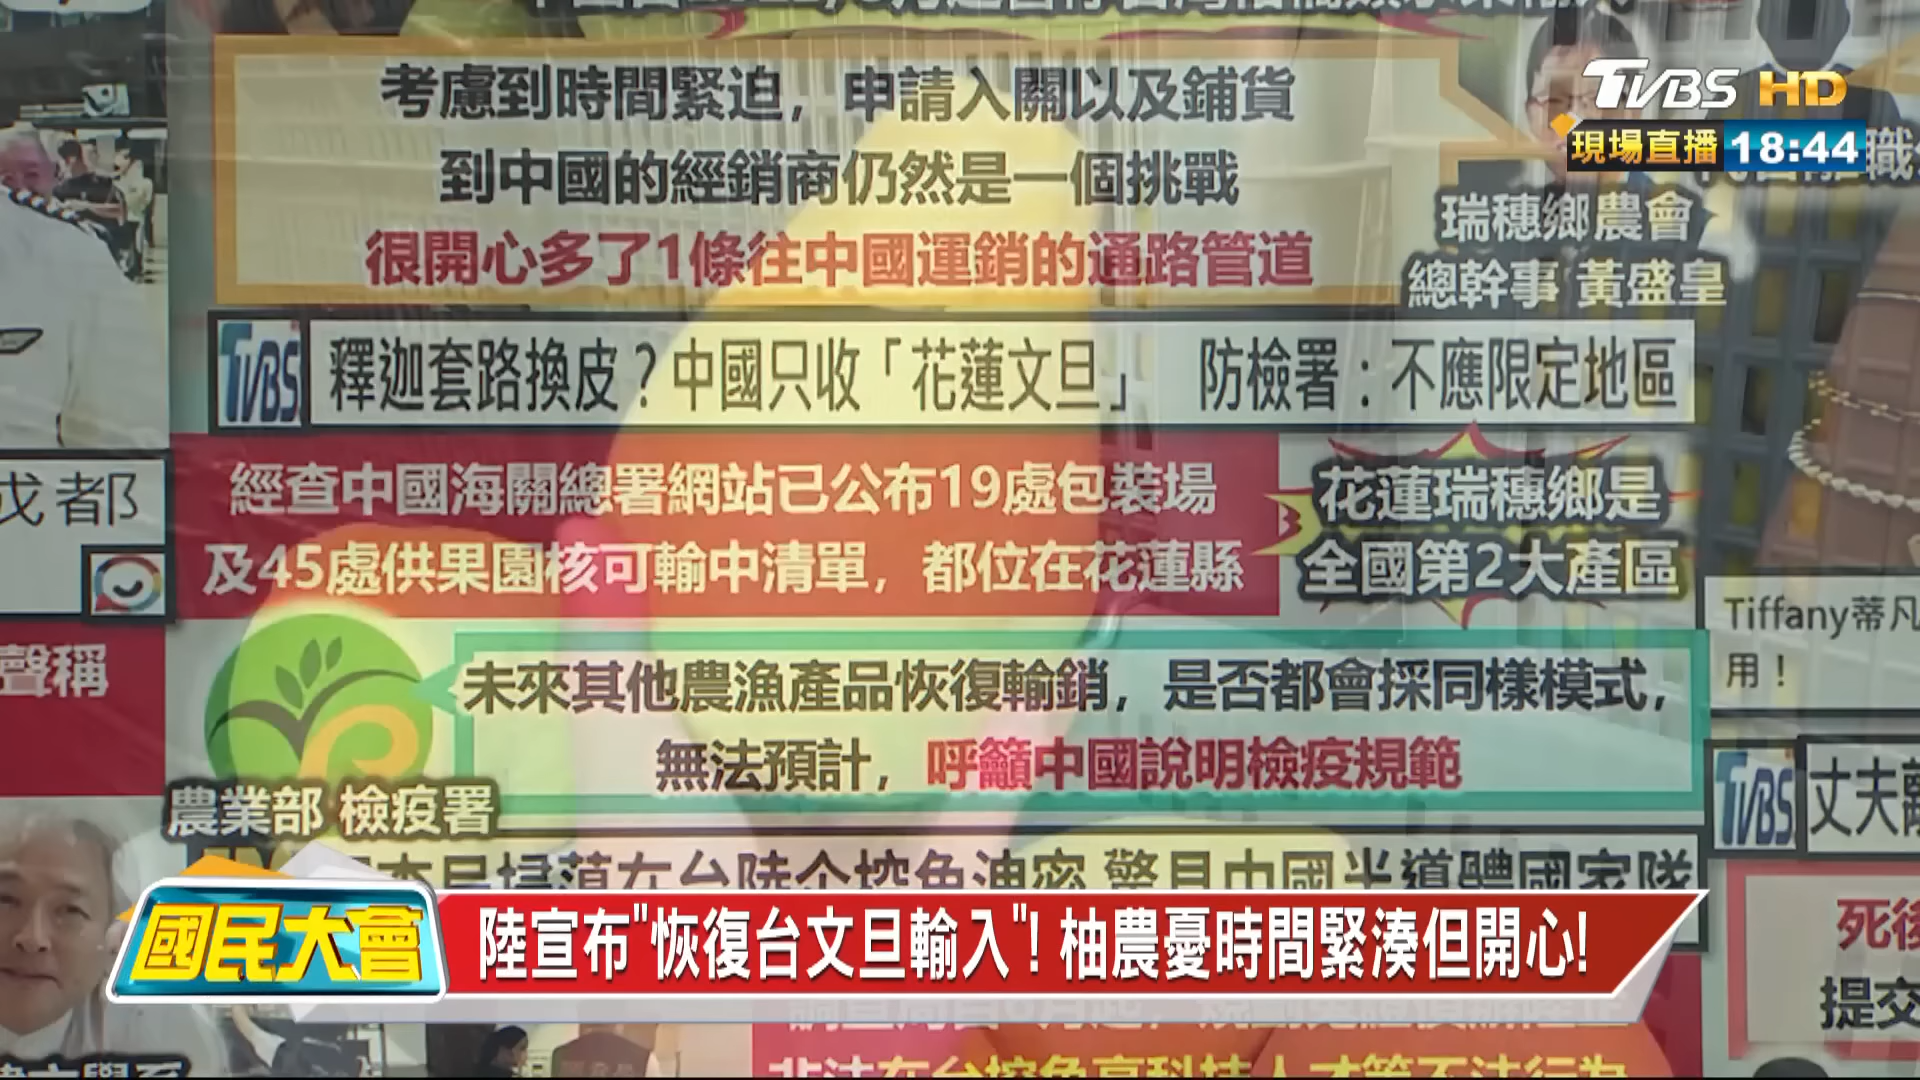 考慮到時間緊迫，申請入關以及鋪貨
到中國的經銷商仍然是一個挑戰
很開心多了1條往中國運銷的通路管道
TVBS HD
現場直播 18:44
瑞穗鄉農會
總幹事 黃盛皇
TVBS 釋迦套路換皮？中國只收「花蓮文旦」 防檢署：不應限定地區
經查中國海關總署網站已公布19處包裝場
及45處供果園核可輸中清單，都位在花蓮縣
花蓮瑞穗鄉是
全國第2大產區
成都
聲稱
Tiffany蒂凡
用！
未來其他農漁產品恢復輸銷，是否都會採同樣模式，
無法預計，呼籲中國說明檢疫規範
農業部 檢疫署
TVBS 丈夫
國民大會
陸宣布"恢復台文旦輸入"！柚農憂時間緊湊但開心！
死後
提交